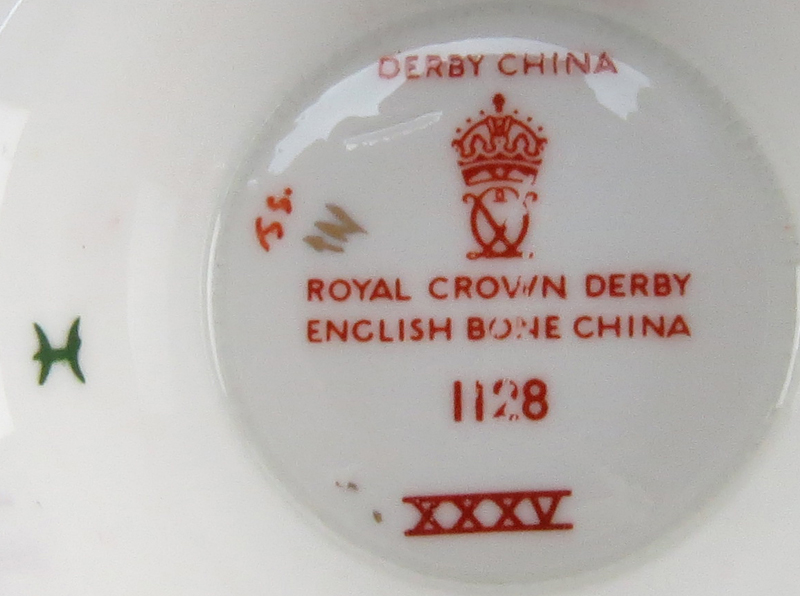 DERBY CHINA
ROYAL CROWN DERBY
ENGLISH BONE CHINA
1128
XXXV